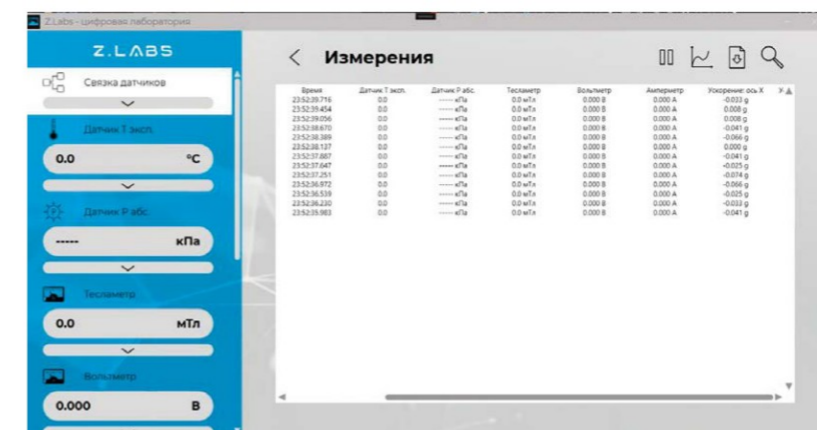 Z.Labs - цифровая лаборатория
Z.LABS
Связка датчиков
Датчик Т эксп.
0.0 °C
Датчик Р абс.
----- кПа
Тесламетр
0.0 мТл
Вольтметр
0.000 В
Измерения
Время Датчик Т эксп. Датчик Р абс. Тесламетр Вольтметр Амперметр Ускорение: ось X У
23:52:39.716 0.0 ----- кПа 0.0 мТл 0.000 В 0.000 А -0.033 g
23:52:39.454 0.0 ----- кПа 0.0 мТл 0.000 В 0.000 А 0.008 g
23:52:39.056 0.0 ----- кПа 0.0 мТл 0.000 В 0.000 А 0.008 g
23:52:38.670 0.0 ----- кПа 0.0 мТл 0.000 В 0.000 А -0.041 g
23:52:38.389 0.0 ----- кПа 0.0 мТл 0.000 В 0.000 А -0.066 g
23:52:38.137 0.0 ----- кПа 0.0 мТл 0.000 В 0.000 А 0.000 g
23:52:37.867 0.0 ----- кПа 0.0 мТл 0.000 В 0.000 А -0.041 g
23:52:37.647 0.0 ----- кПа 0.0 мТл 0.000 В 0.000 А -0.025 g
23:52:37.251 0.0 ----- кПа 0.0 мТл 0.000 В 0.000 А -0.074 g
23:52:36.972 0.0 ----- кПа 0.0 мТл 0.000 В 0.000 А -0.066 g
23:52:36.539 0.0 ----- кПа 0.0 мТл 0.000 В 0.000 А -0.025 g
23:52:36.230 0.0 ----- кПа 0.0 мТл 0.000 В 0.000 А -0.033 g
23:52:35.983 0.0 ----- кПа 0.0 мТл 0.000 В 0.000 А -0.041 g